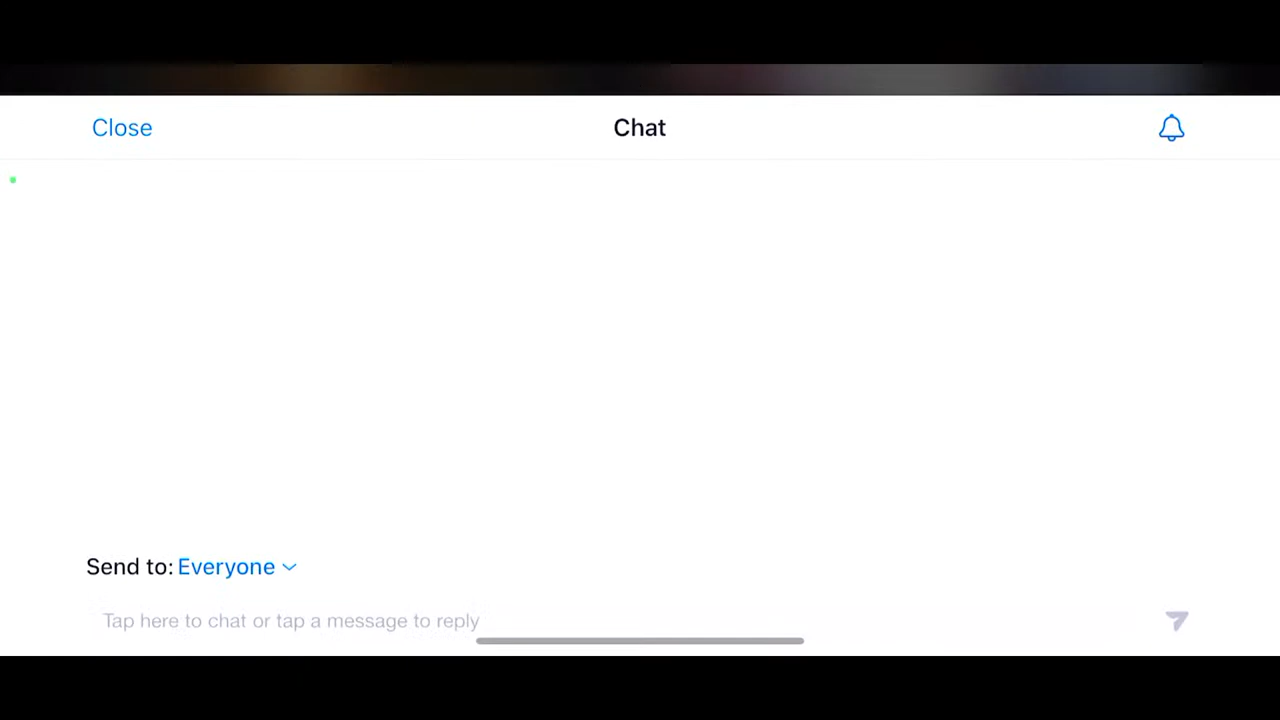 Close
Chat
Send to: Everyone
Tap here to chat or tap a message to reply